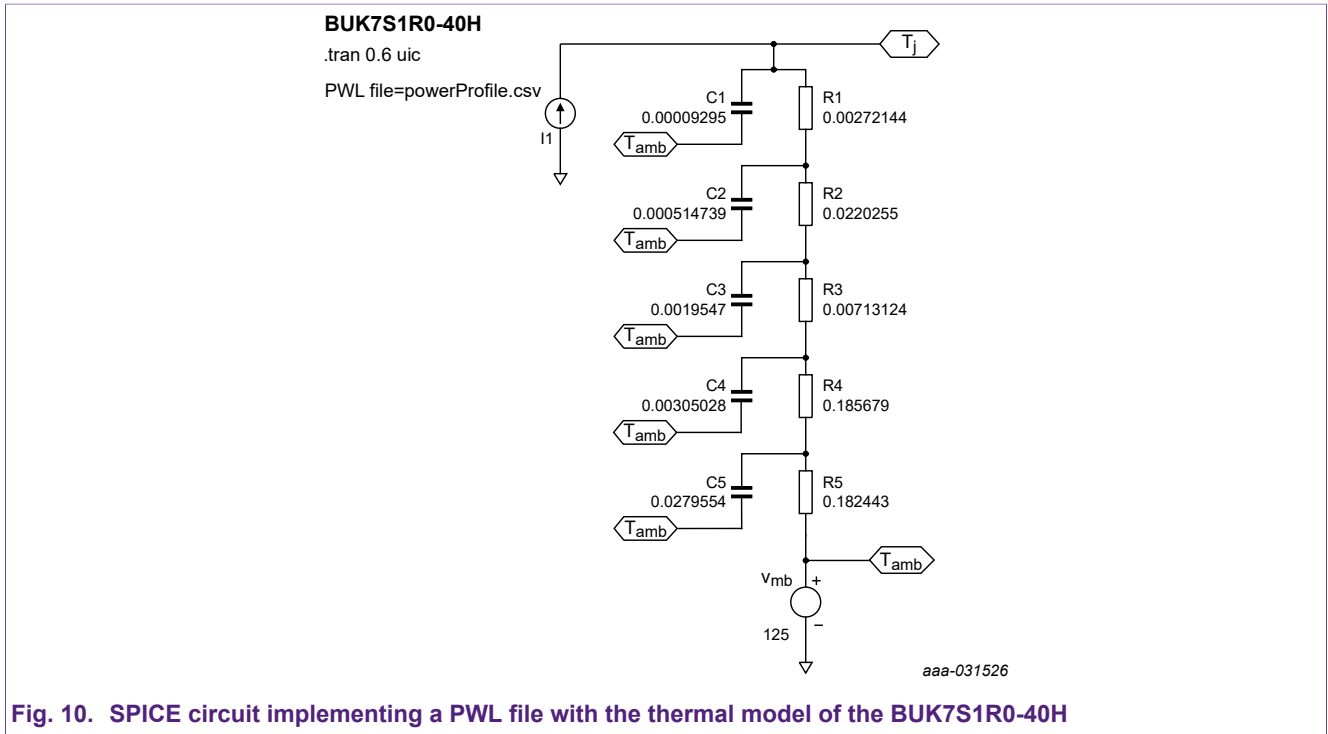 BUK7S1R0-40H
.tran 0.6 uic
PWL file=powerProfile.csv
I1
Tj
C1
0.00009295
R1
0.00272144
Tamb
C2
0.000514739
R2
0.0220255
Tamb
C3
0.0019547
R3
0.00713124
Tamb
C4
0.00305028
R4
0.185679
Tamb
C5
0.0279554
R5
0.182443
Tamb
Tamb
vmb
+
125
−
aaa-031526
Fig. 10. SPICE circuit implementing a PWL file with the thermal model of the BUK7S1R0-40H